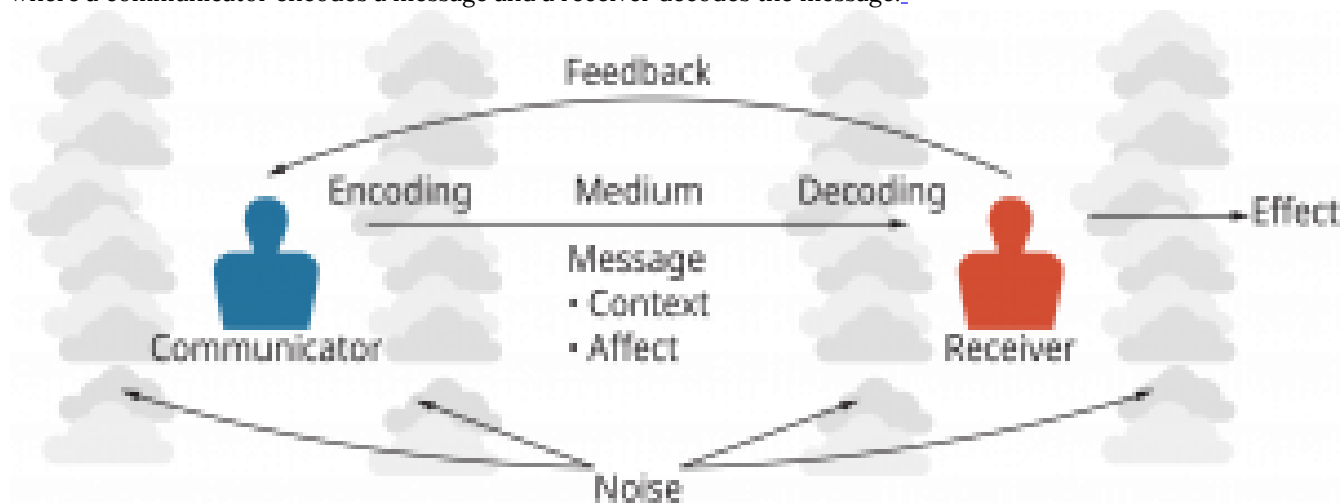 where a communicator encodes a message and a receiver decodes the message.
Feedback
Encoding Medium Decoding
Effect
Message
• Context
• Affect
Communicator Receiver
Noise